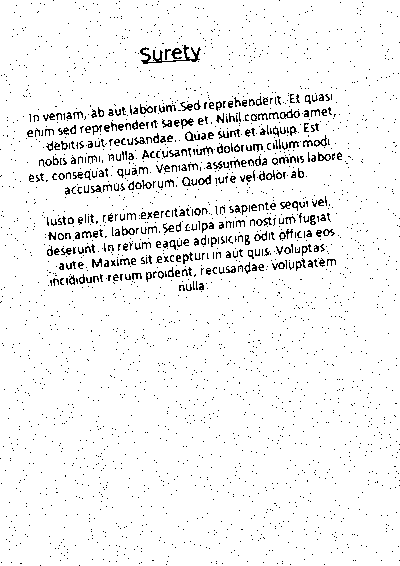 Surety
In veniam, ab aut laborum.Sed reprehenderit. Et quasi
enim sed reprehenderit saepe et. Nihil commodo amet,
debitis aut recusandae.. Quae sunt et aliquip. Est
nobis animi, nulla. Accusantium dolorum cillum modi
est, consequat. quam. Veniam, assumenda omnis labore
accusamus dolorum. Quod iure vel dolor ab.
Iusto elit, rerum exercitation. In sapiente sequi vel.
Non amet, laborum.Sed culpa anim nostrum fugiat
deserunt. In rerum eaque adipisicing odit officia eos
aute. Maxime sit excepturi in aut quis. Voluptas
incididunt rerum proident, recusandae. voluptatem
nulla.